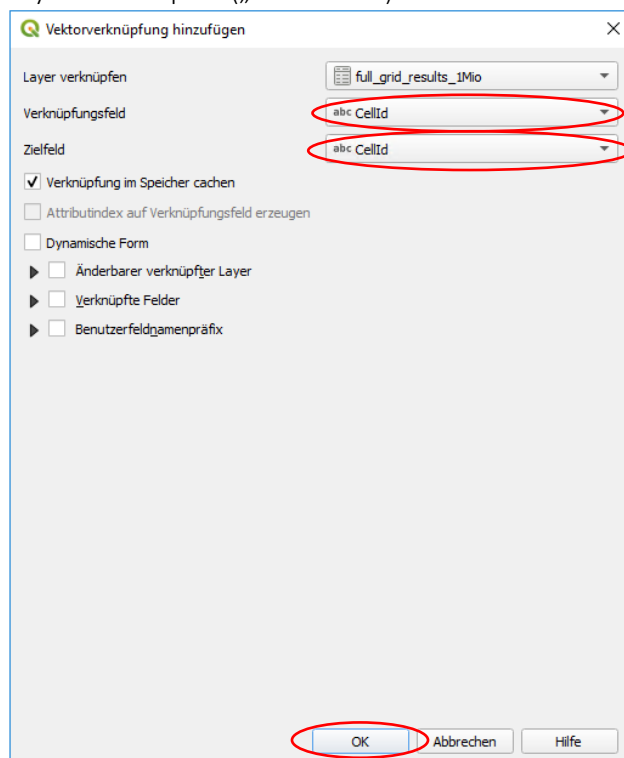 Vektorverknüpfung hinzufügen
Layer verknüpfen full_grid_results_1Mio
Verknüpfungsfeld abc CellId
Zielfeld abc CellId
Verknüpfung im Speicher cachen
Attributindex auf Verknüpfungsfeld erzeugen
Dynamische Form
Änderbarer verknüpfter Layer
Verknüpfte Felder
Benutzerfeldnamenpräfix
OK Abbrechen Hilfe